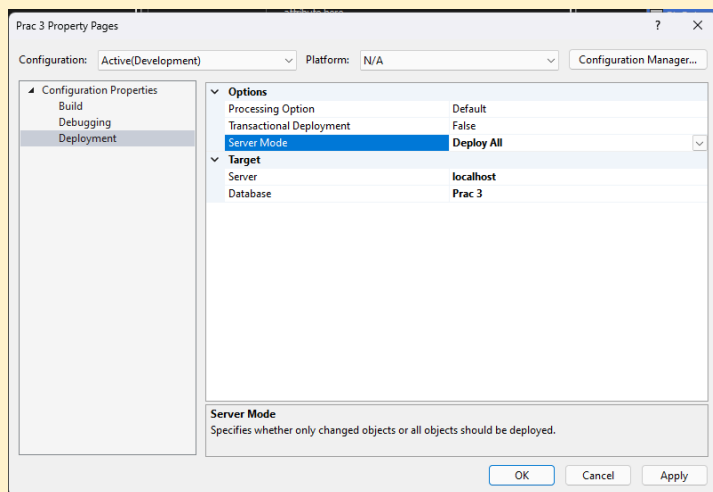 attribute here
Prac 3 Property Pages ? X
Configuration: Active(Development) Platform: N/A Configuration Manager...
Configuration Properties
Build
Debugging
Deployment
Options
Processing Option Default
Transactional Deployment False
Server Mode Deploy All
Target
Server localhost
Database Prac 3
Server Mode
Specifies whether only changed objects or all objects should be deployed.
OK Cancel Apply